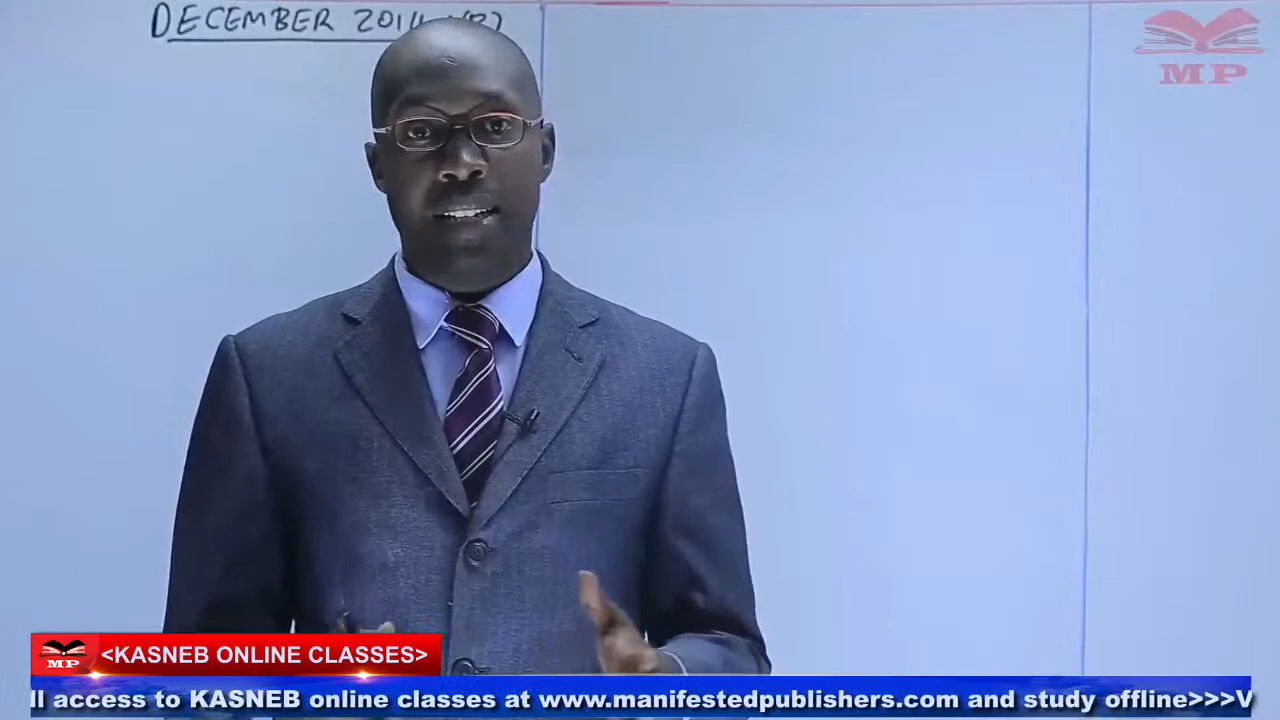 DECEMBER 2014
MP
MP
<KASNEB ONLINE CLASSES>
ll access to KASNEB online classes at www.manifestedpublishers.com and study offline>>>V